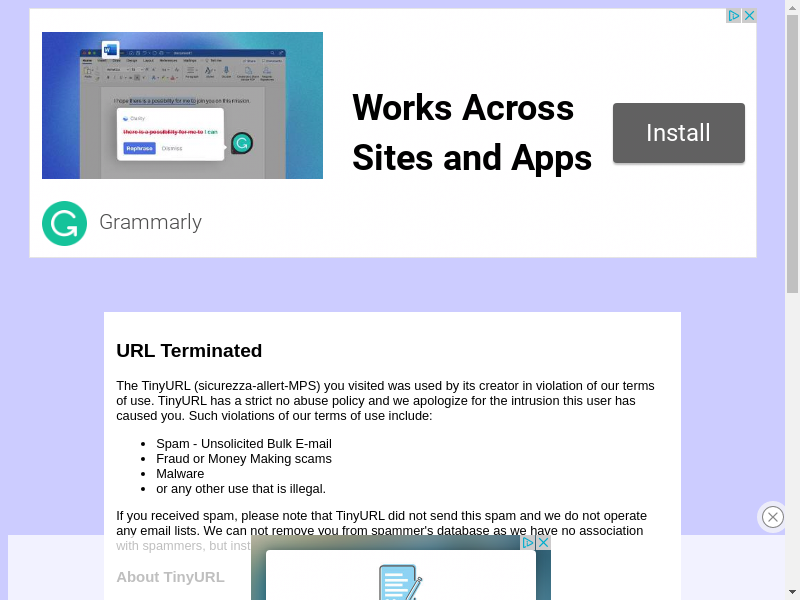 I hope there is a possibility for me to join you on this mission.
Clarity
There is a possibility for me to I can
Rephrase Dismiss
Works Across
Sites and Apps
Install
Grammarly
URL Terminated
The TinyURL (sicurezza-allert-MPS) you visited was used by its creator in violation of our terms
of use. TinyURL has a strict no abuse policy and we apologize for the intrusion this user has
caused you. Such violations of our terms of use include:
Spam - Unsolicited Bulk E-mail
Fraud or Money Making scams
Malware
or any other use that is illegal.
If you received spam, please note that TinyURL did not send this spam and we do not operate
any email lists. We can not remove you from spammer's database as we have no association
with spammers, but inst
About TinyURL